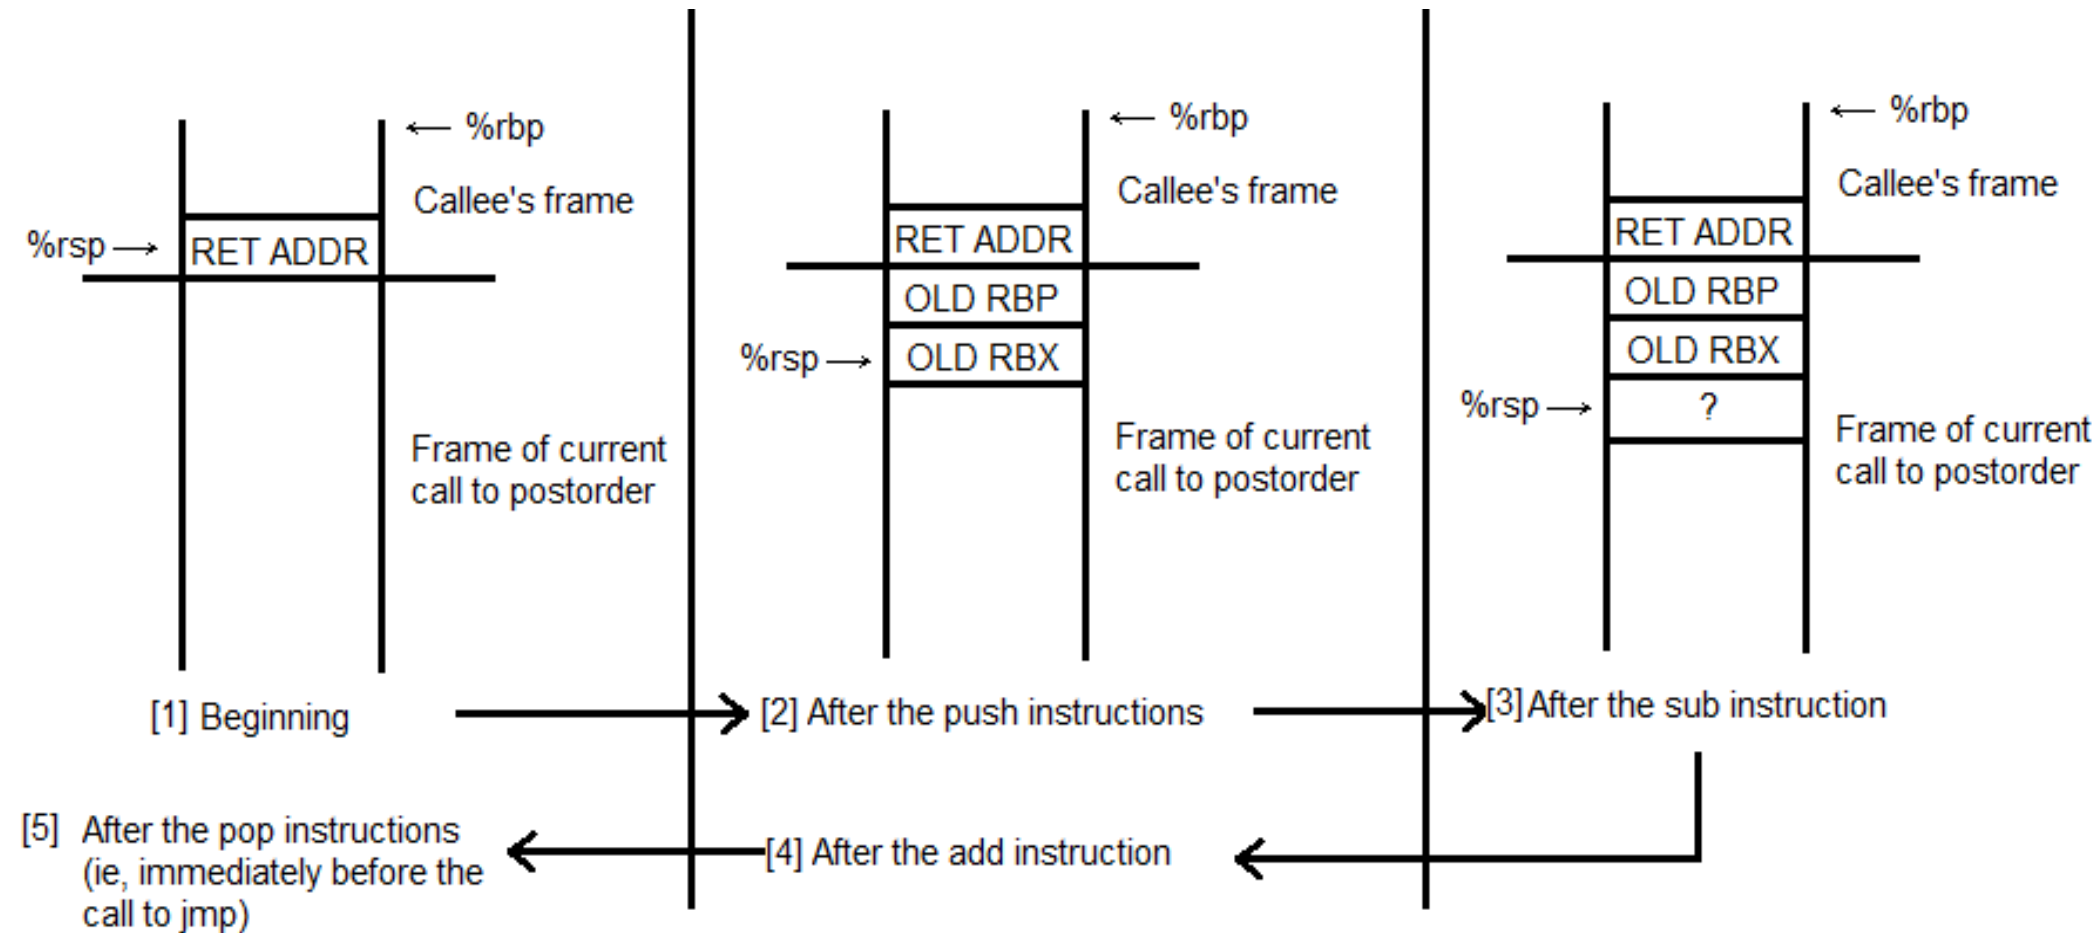 %rbp
Callee's frame
%rsp
RET ADDR
Frame of current
call to postorder
[1] Beginning
%rbp
Callee's frame
RET ADDR
OLD RBP
%rsp
OLD RBX
Frame of current
call to postorder
[2] After the push instructions
%rbp
Callee's frame
RET ADDR
OLD RBP
OLD RBX
%rsp
?
Frame of current
call to postorder
[3] After the sub instruction
[4] After the add instruction
[5] After the pop instructions
(ie, immediately before the
call to jmp)